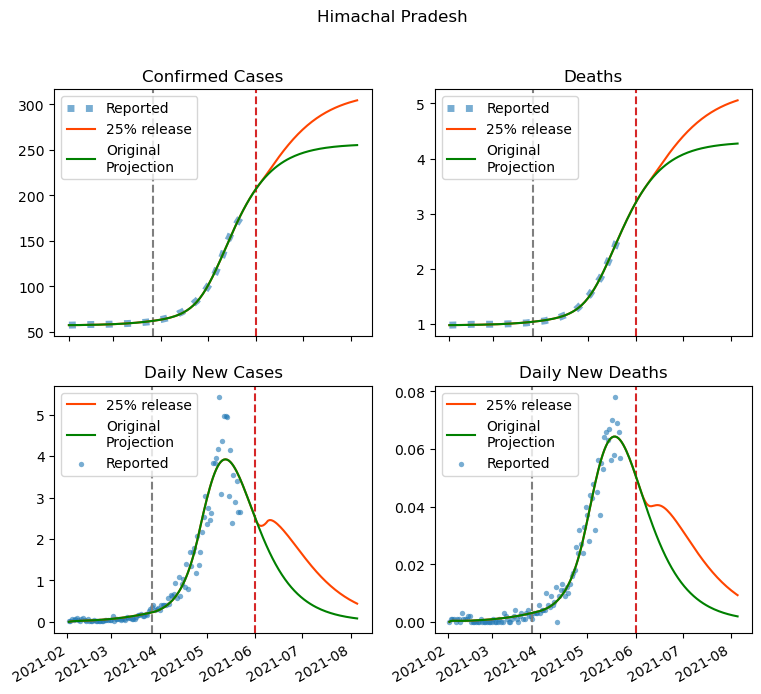 Himachal Pradesh
Confirmed Cases
Reported
25% release
Original
Projection
300
250
200
150
100
50
Deaths
Reported
25% release
Original
Projection
5
4
3
2
1
Daily New Cases
25% release
Original
Projection
Reported
5
4
3
2
1
0
2021-02
2021-03
2021-04
2021-05
2021-06
2021-07
2021-08
Daily New Deaths
25% release
Original
Projection
Reported
0.08
0.06
0.04
0.02
0.00
2021-02
2021-03
2021-04
2021-05
2021-06
2021-07
2021-08